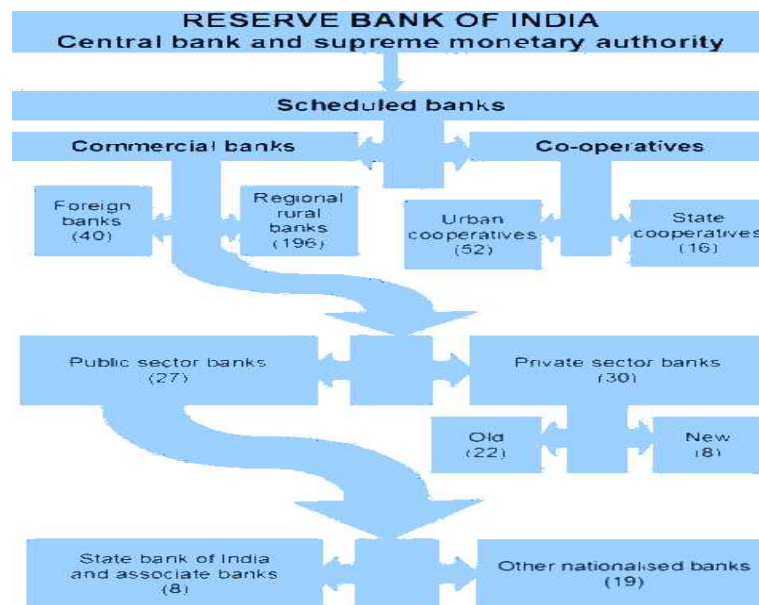 RESERVE BANK OF INDIA
Central bank and supreme monetary authority
Scheduled banks
Commercial banks
Co-operatives
Foreign
banks
(40)
Regional
rural
banks
(196)
Urban
cooperatives
(52)
State
cooperatives
(16)
Public sector banks
(27)
Private sector banks
(30)
Old
(22)
New
(8)
State bank of India
and associate banks
(8)
Other nationalised banks
(19)